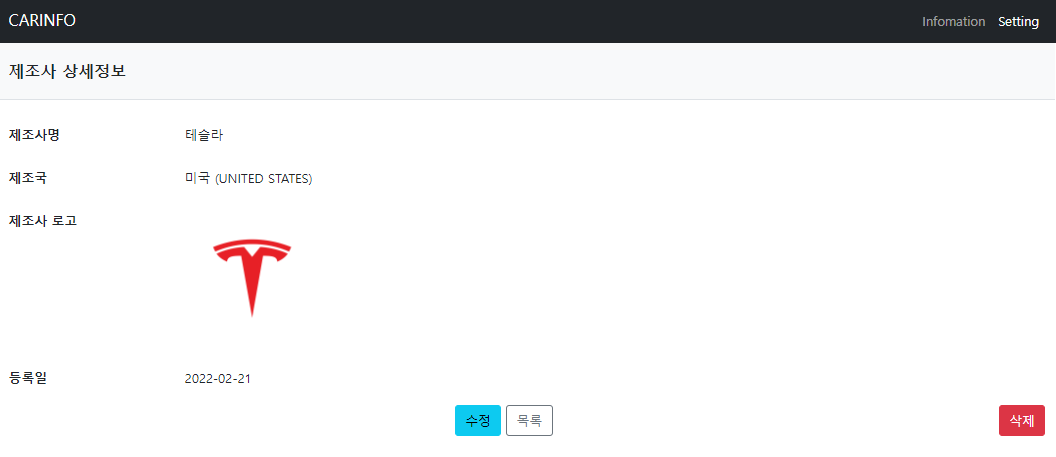 CARINFO Infomation Setting
제조사 상세정보
제조사명 테슬라
제조국 미국 (UNITED STATES)
제조사 로고
등록일 2022-02-21
수정 목록 삭제